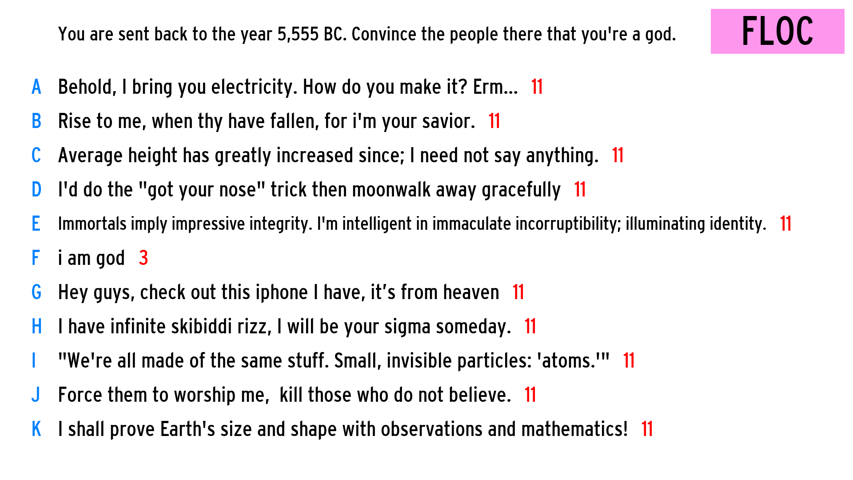 You are sent back to the year 5,555 BC. Convince the people there that you're a god.
FLOC
A Behold, I bring you electricity. How do you make it? Erm... 11
B Rise to me, when thy have fallen, for i'm your savior. 11
C Average height has greatly increased since; I need not say anything. 11
D I'd do the "got your nose" trick then moonwalk away gracefully 11
E Immortals imply impressive integrity. I'm intelligent in immaculate incorruptibility; illuminating identity. 11
F i am god 3
G Hey guys, check out this iphone I have, it’s from heaven 11
H I have infinite skibiddi rizz, I will be your sigma someday. 11
I "We're all made of the same stuff. Small, invisible particles: 'atoms.'" 11
J Force them to worship me,  kill those who do not believe. 11
K I shall prove Earth's size and shape with observations and mathematics! 11